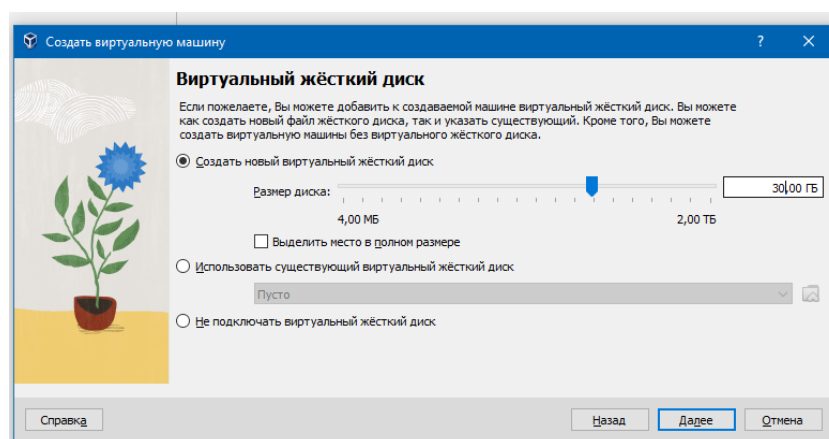 Создать виртуальную машину
?
Виртуальный жёсткий диск
Если пожелаете, Вы можете добавить к создаваемой машине виртуальный жёсткий диск. Вы можете
как создать новый файл жёсткого диска, так и указать существующий. Кроме того, Вы можете
создать виртуальную машины без виртуального жёсткого диска.
Создать новый виртуальный жёсткий диск
Размер диска:
30,00 ГБ
4,00 МБ
2,00 ТБ
Выделить место в полном размере
Использовать существующий виртуальный жёсткий диск
Пусто
Не подключать виртуальный жёсткий диск
Справка
Назад
Далее
Отмена